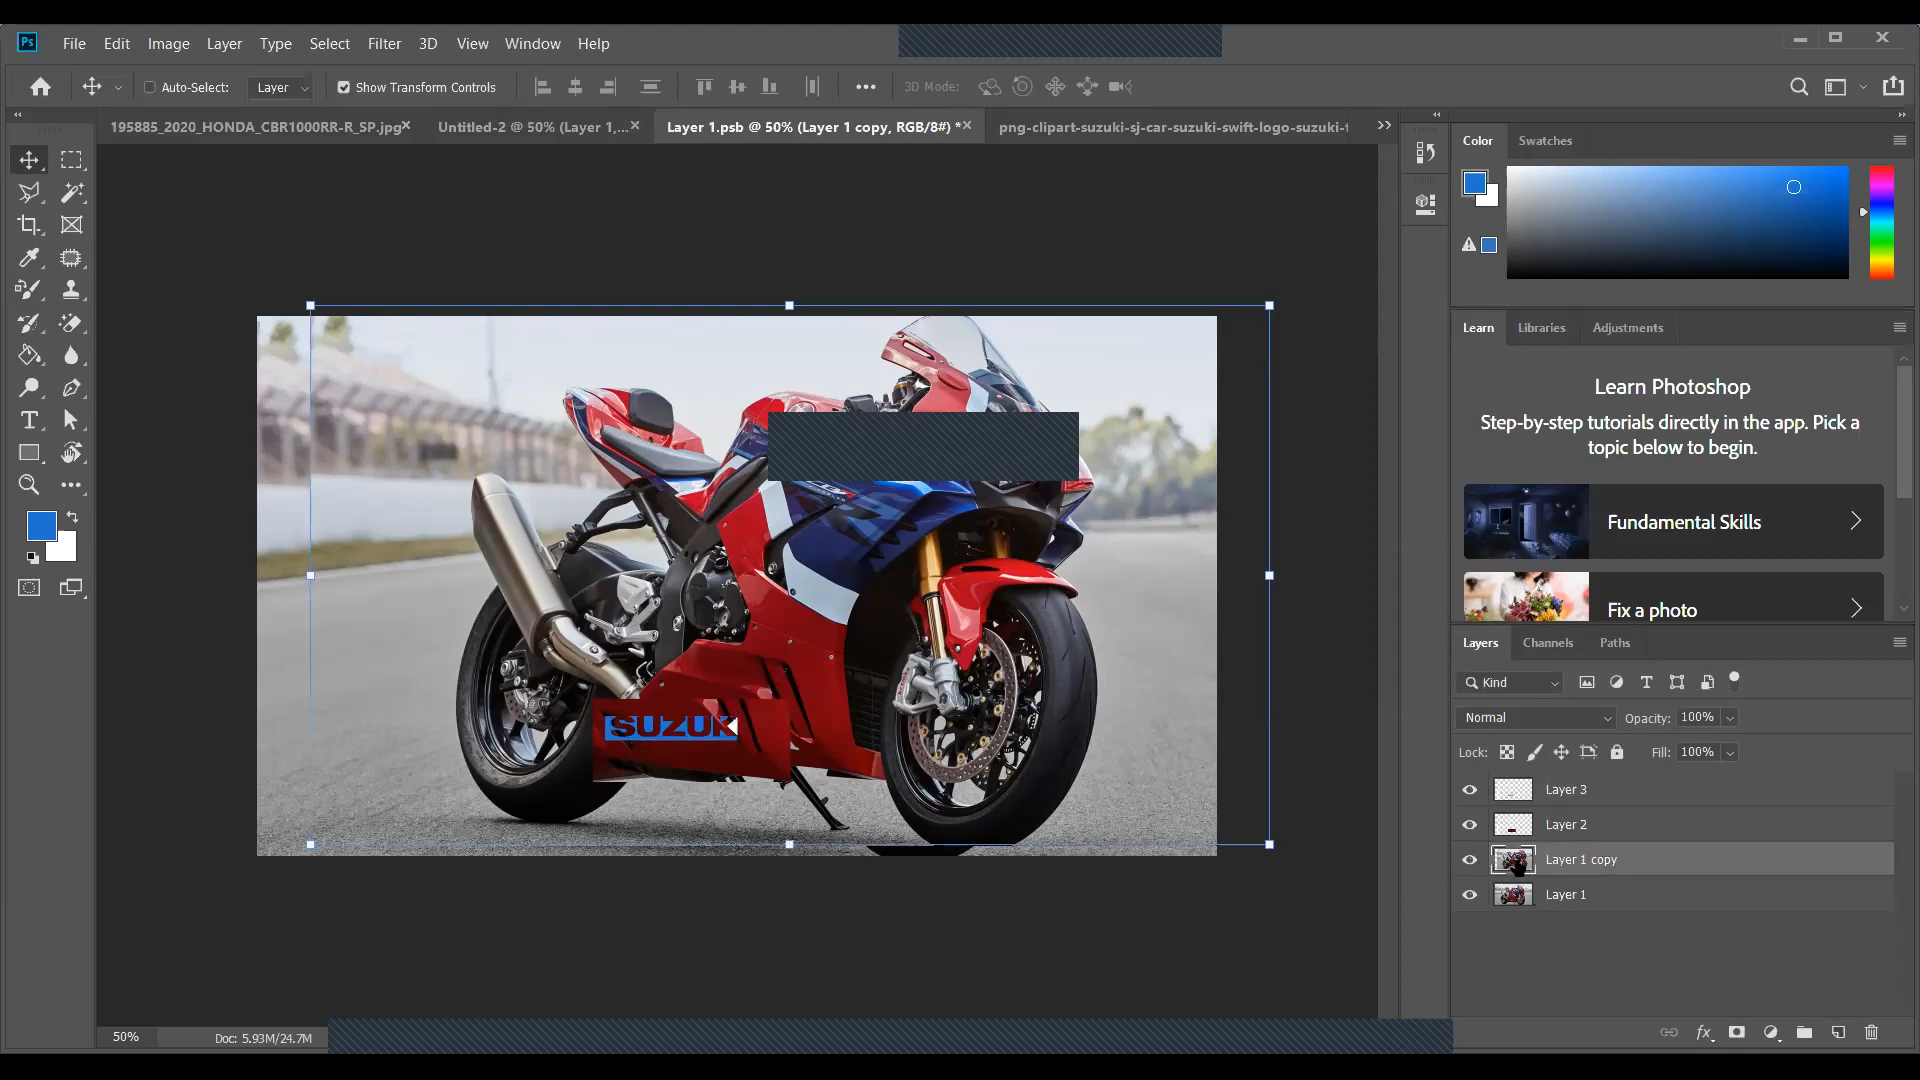 Ps File Edit Image Layer Type Select Filter 3D View Window Help
Auto-Select: Layer Show Transform Controls 3D Mode:
195885_2020_HONDA_CBR1000RR-R_SP.jpg Untitled-2 @ 50% (Layer 1,... Layer 1.psb @ 50% (Layer 1 copy, RGB/8#) * png-clipart-suzuki-sj-car-suzuki-swift-logo-suzuki-
Color Swatches
Learn Libraries Adjustments
Learn Photoshop
Step-by-step tutorials directly in the app. Pick a
topic below to begin.
Fundamental Skills
Fix a photo
SUZUK
Layers Channels Paths
Kind
Normal Opacity: 100%
Lock: Fill: 100%
Layer 3
Layer 2
Layer 1 copy
Layer 1
fx
50% Doc: 5.93M/24.7M